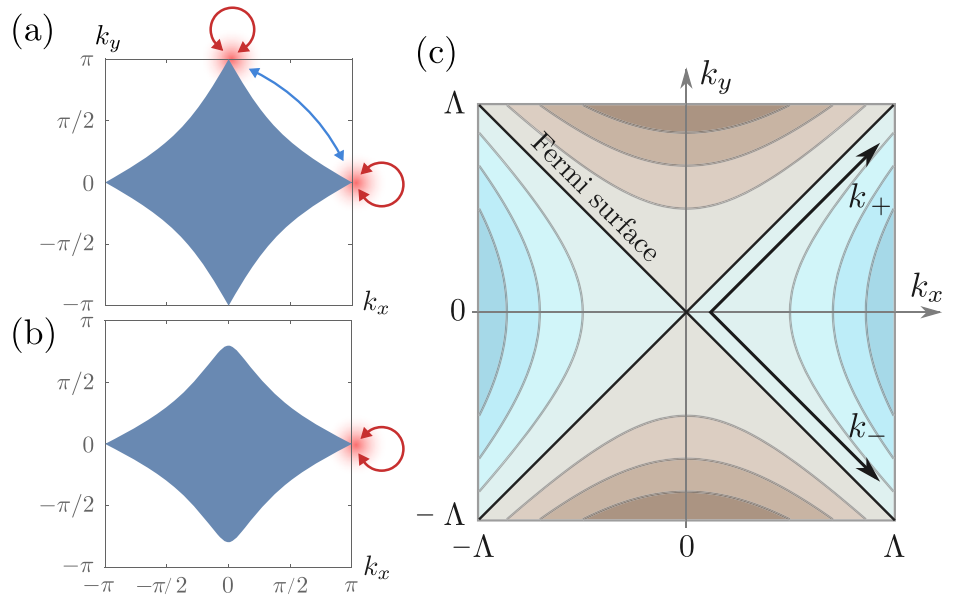 (a)
k_y
π
π/2
0
−π/2
−π
k_x
(b)
π
π/2
0
−π/2
−π
−π −π/2 0 π/2 π
k_x
(c)
k_y
Λ
0
− Λ
−Λ 0 Λ
k_x
Fermi surface
k_+
k_−